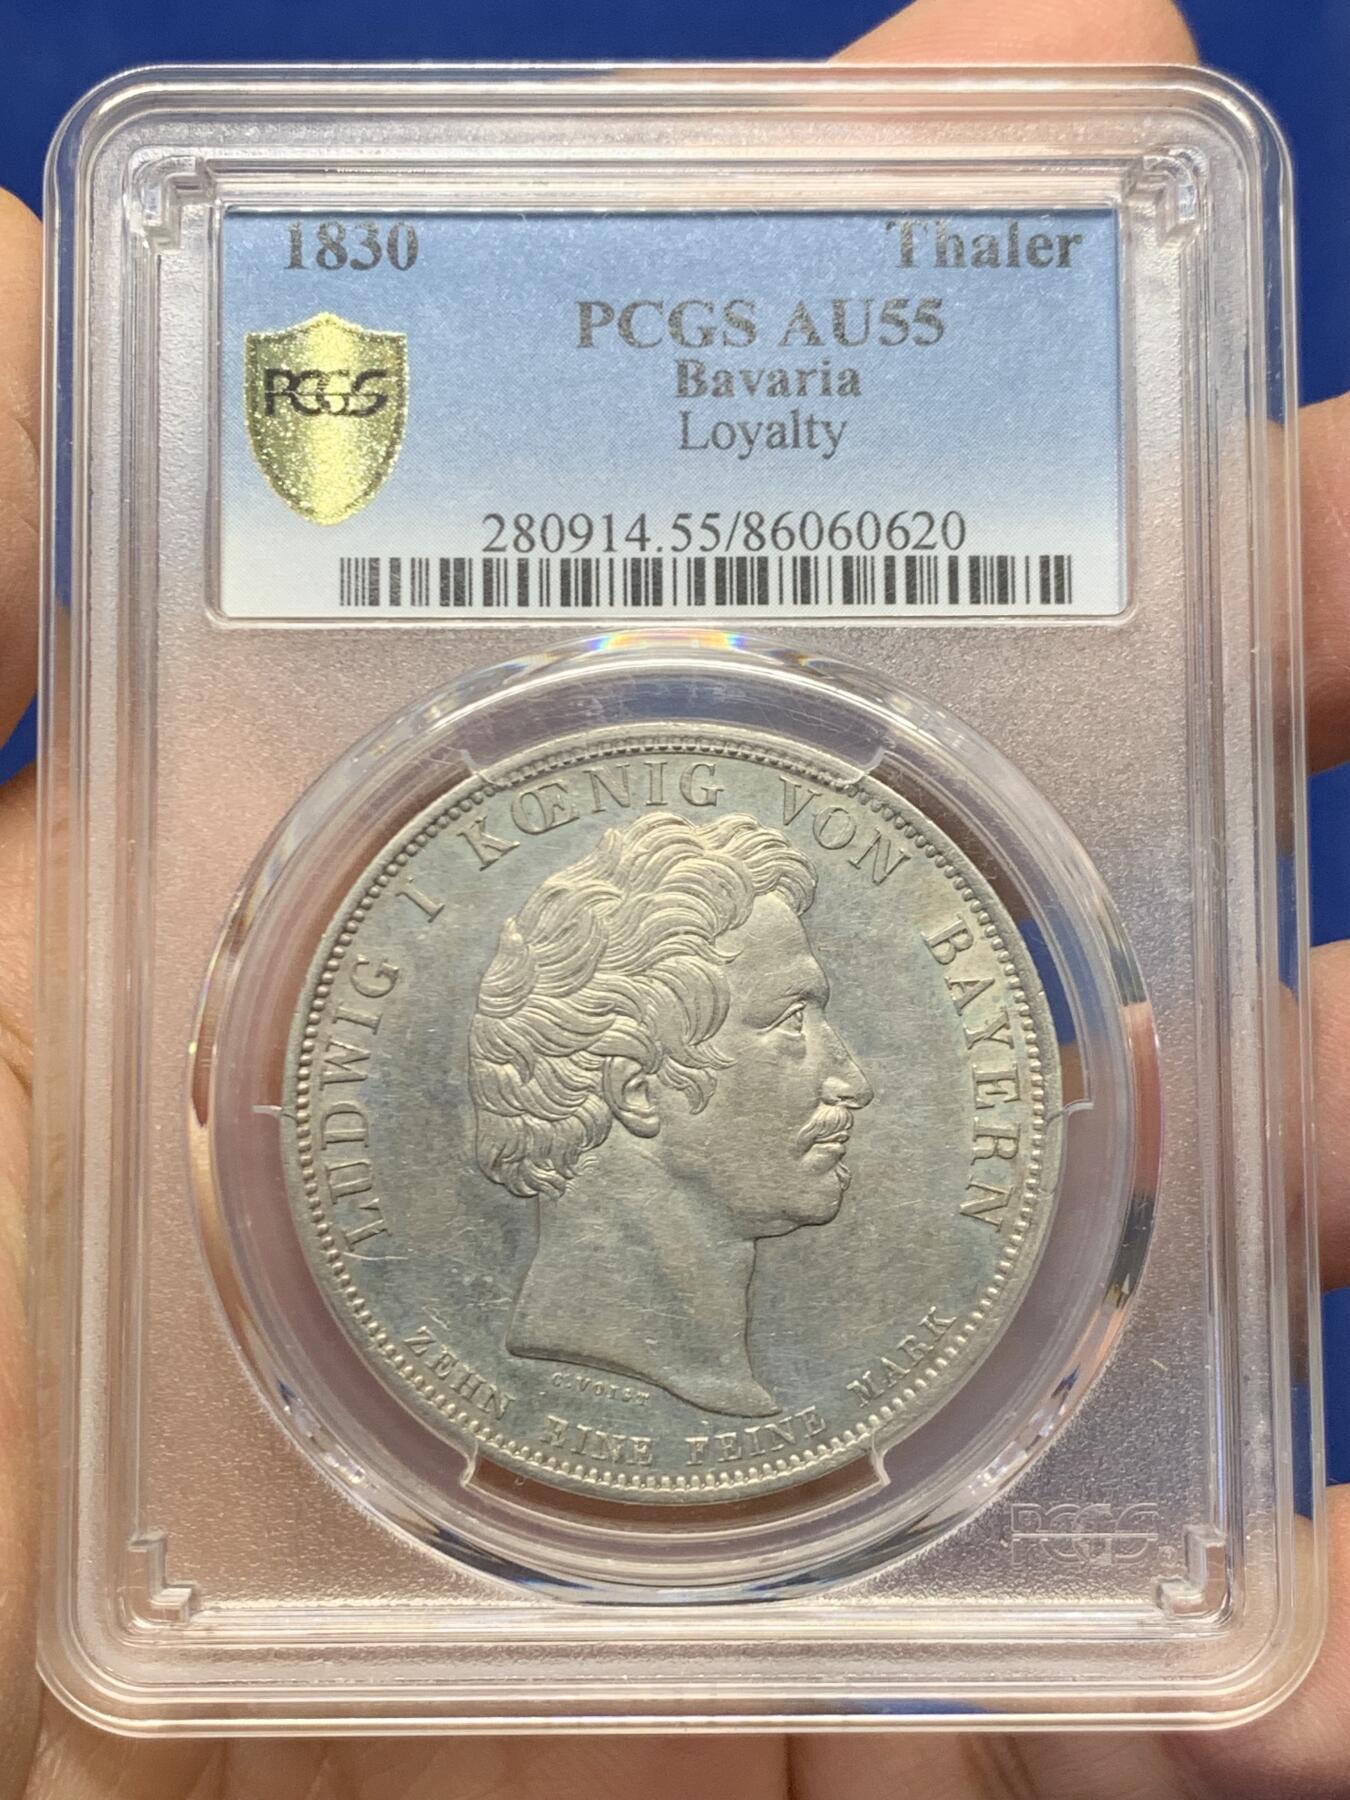 1830 Thaler
PCGS AU55
PCGS
Bavaria
Loyalty
280914.55/86060620
LUDWIG I KŒNIG VON BAYERN
C.VOIGT
ZEHN EINE FEINE MARK
PCGS